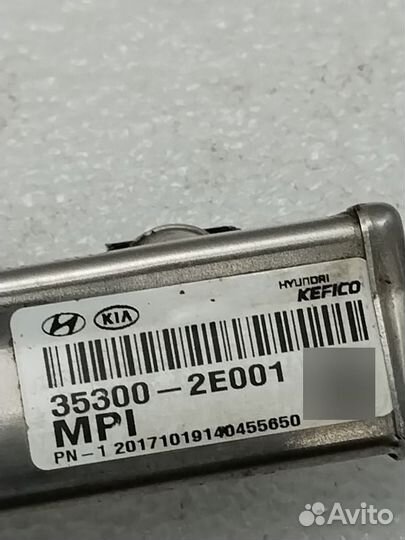 HYUNDAI
KEFICO
KIA
35300-2E001
MPI
PN-1 20171019140455650
Avito